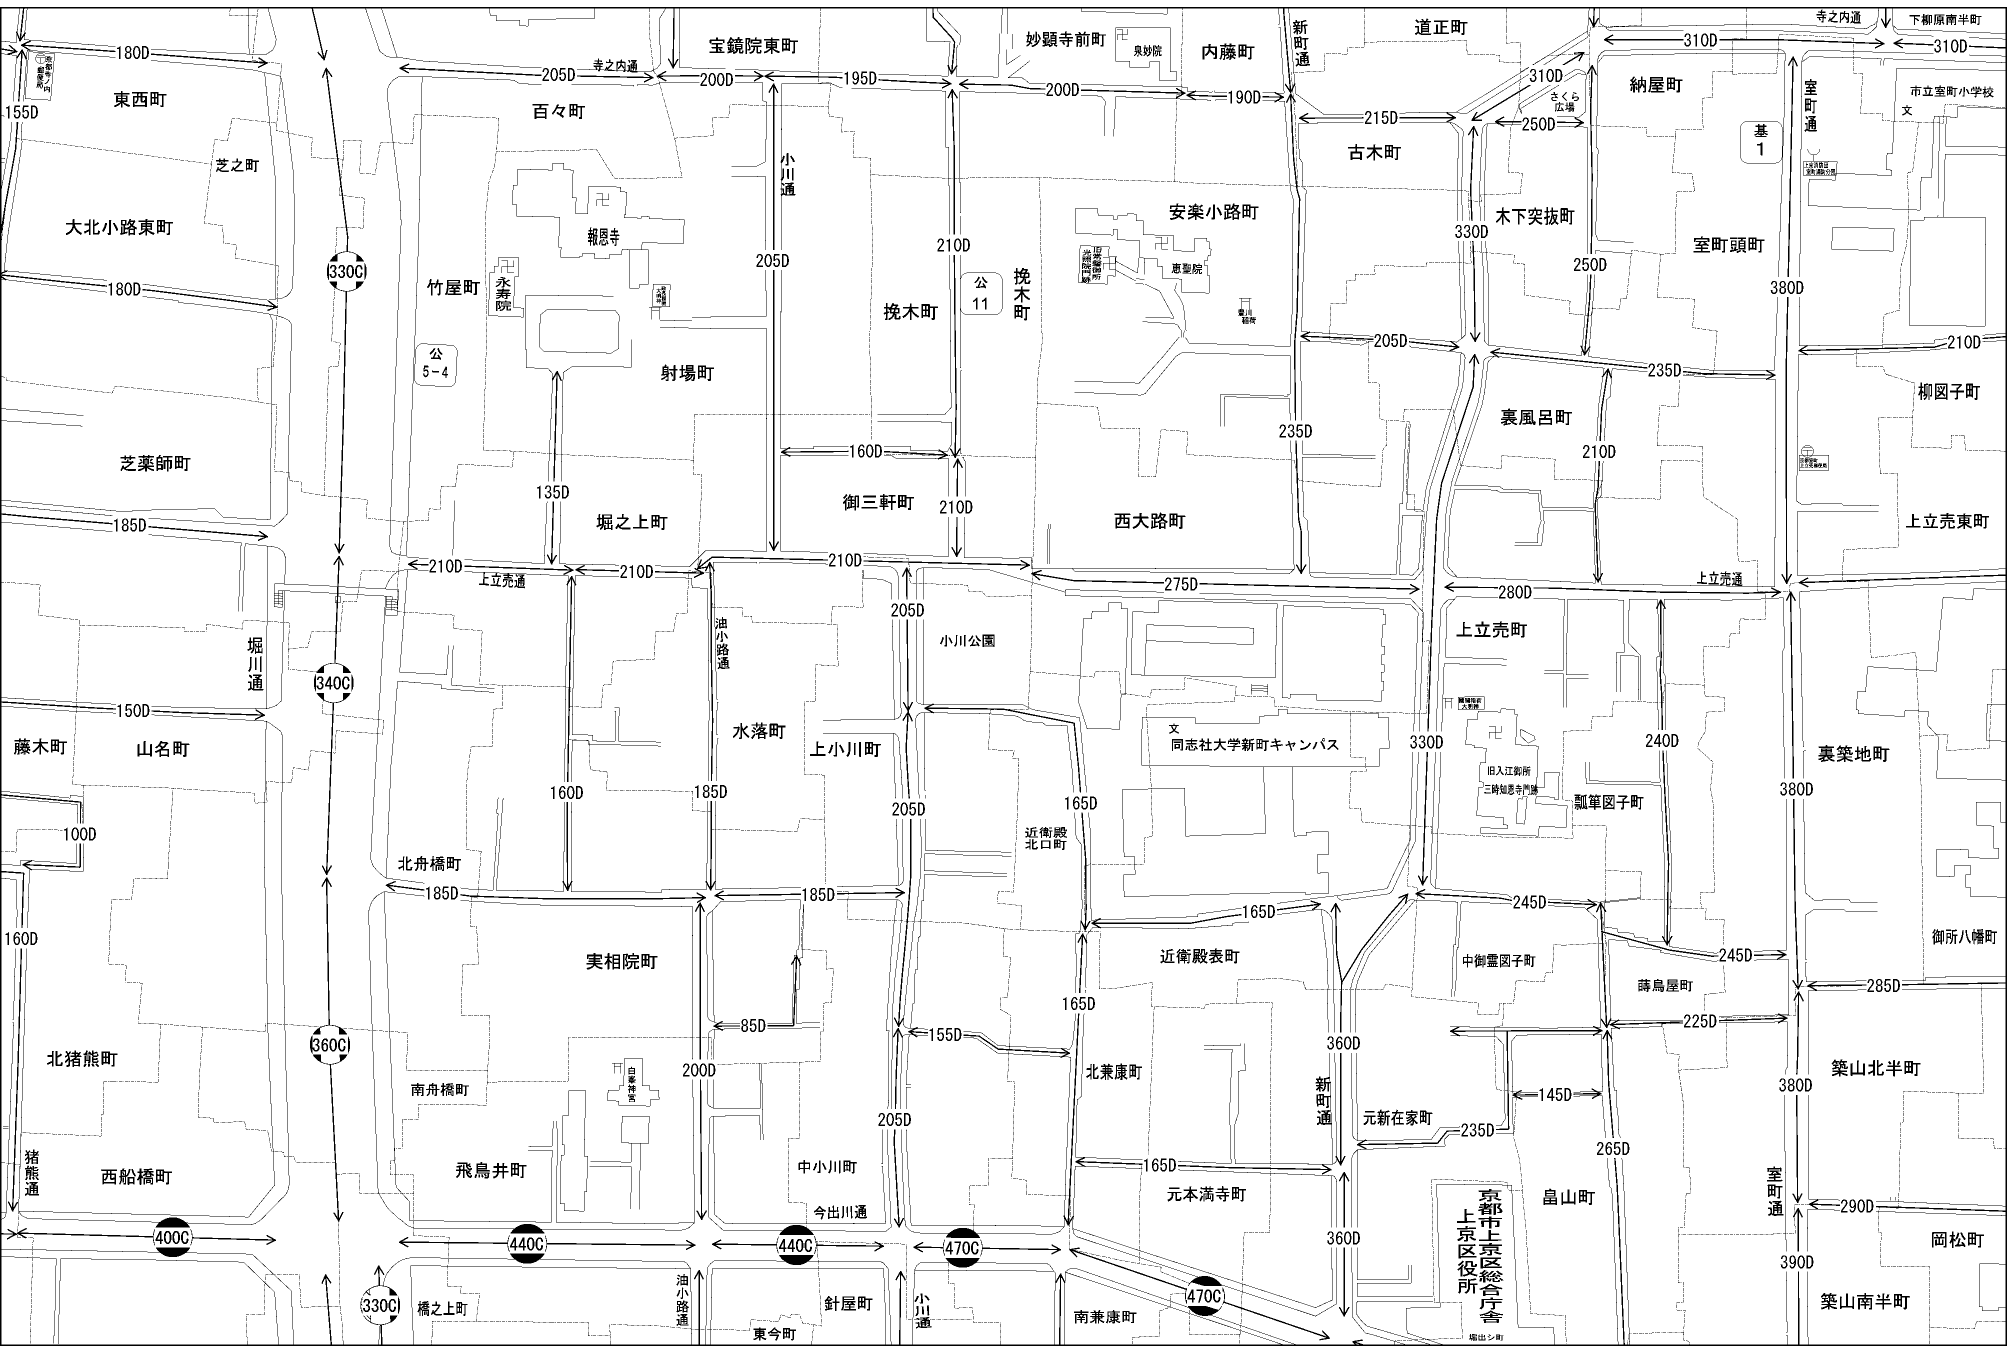 寺之内通
下柳原南半町
180D
宝鏡院東町
妙顕寺前町
泉妙院
内藤町
新町通
道正町
310D
310D
205D
寺之内通
200D
195D
200D
190D
310D
納屋町
室町通
市立室町小学校
文
155D
東西町
百々町
さくら
広場
215D
250D
基
1
芝之町
小川通
古木町
大北小路東町
報恩寺
安楽小路町
木下突抜町
室町頭町
330D
210D
205D
恵聖院
250D
330C
180D
竹屋町
永寿院
公
11
挽木町
挽木町
豊川
稲荷
380D
205D
210D
公
5-4
射場町
235D
柳図子町
裏風呂町
235D
210D
160D
芝薬師町
135D
御三軒町
210D
185D
堀之上町
西大路町
上立売東町
210D
上立売通
210D
210D
275D
280D
上立売通
205D
油小路通
小川公園
上立売町
堀川通
340C
150D
藤木町
山名町
水落町
上小川町
文
同志社大学新町キャンパス
330D
240D
裏築地町
旧入江御所
三時知恩寺門跡
160D
185D
205D
165D
380D
瓢箪図子町
100D
近衛殿
北口町
北舟橋町
185D
185D
165D
245D
160D
実相院町
近衛殿表町
中御霊図子町
245D
御所八幡町
165D
蒔鳥屋町
285D
85D
155D
225D
360C
北猪熊町
200D
北兼康町
360D
築山北半町
南舟橋町
白峯神宮
380D
145D
新町通
元新在家町
235D
205D
265D
猪熊通
西船橋町
飛鳥井町
中小川町
165D
元本満寺町
室町通
畠山町
京都市上京区総合庁舎
上京区役所
今出川通
290D
400C
440C
440C
470C
360D
岡松町
390D
330C
橋之上町
油小路通
針屋町
小川通
470C
築山南半町
東今町
南兼康町
堀出シ町